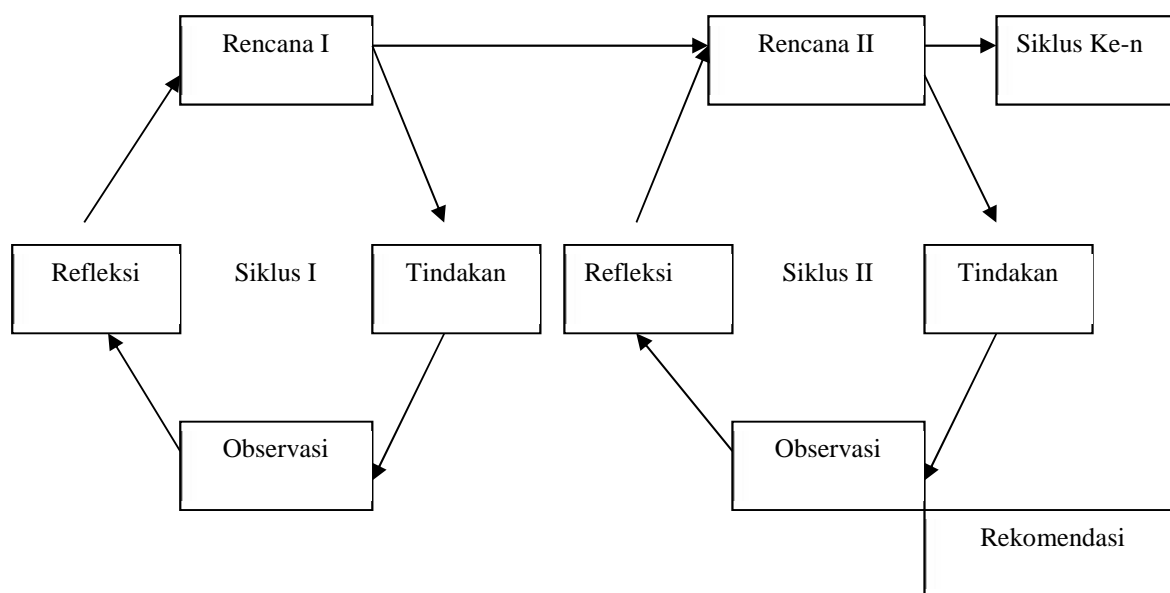 Rencana I
Rencana II
Siklus Ke-n
Refleksi
Siklus I
Tindakan
Refleksi
Siklus II
Tindakan
Observasi
Observasi
Rekomendasi